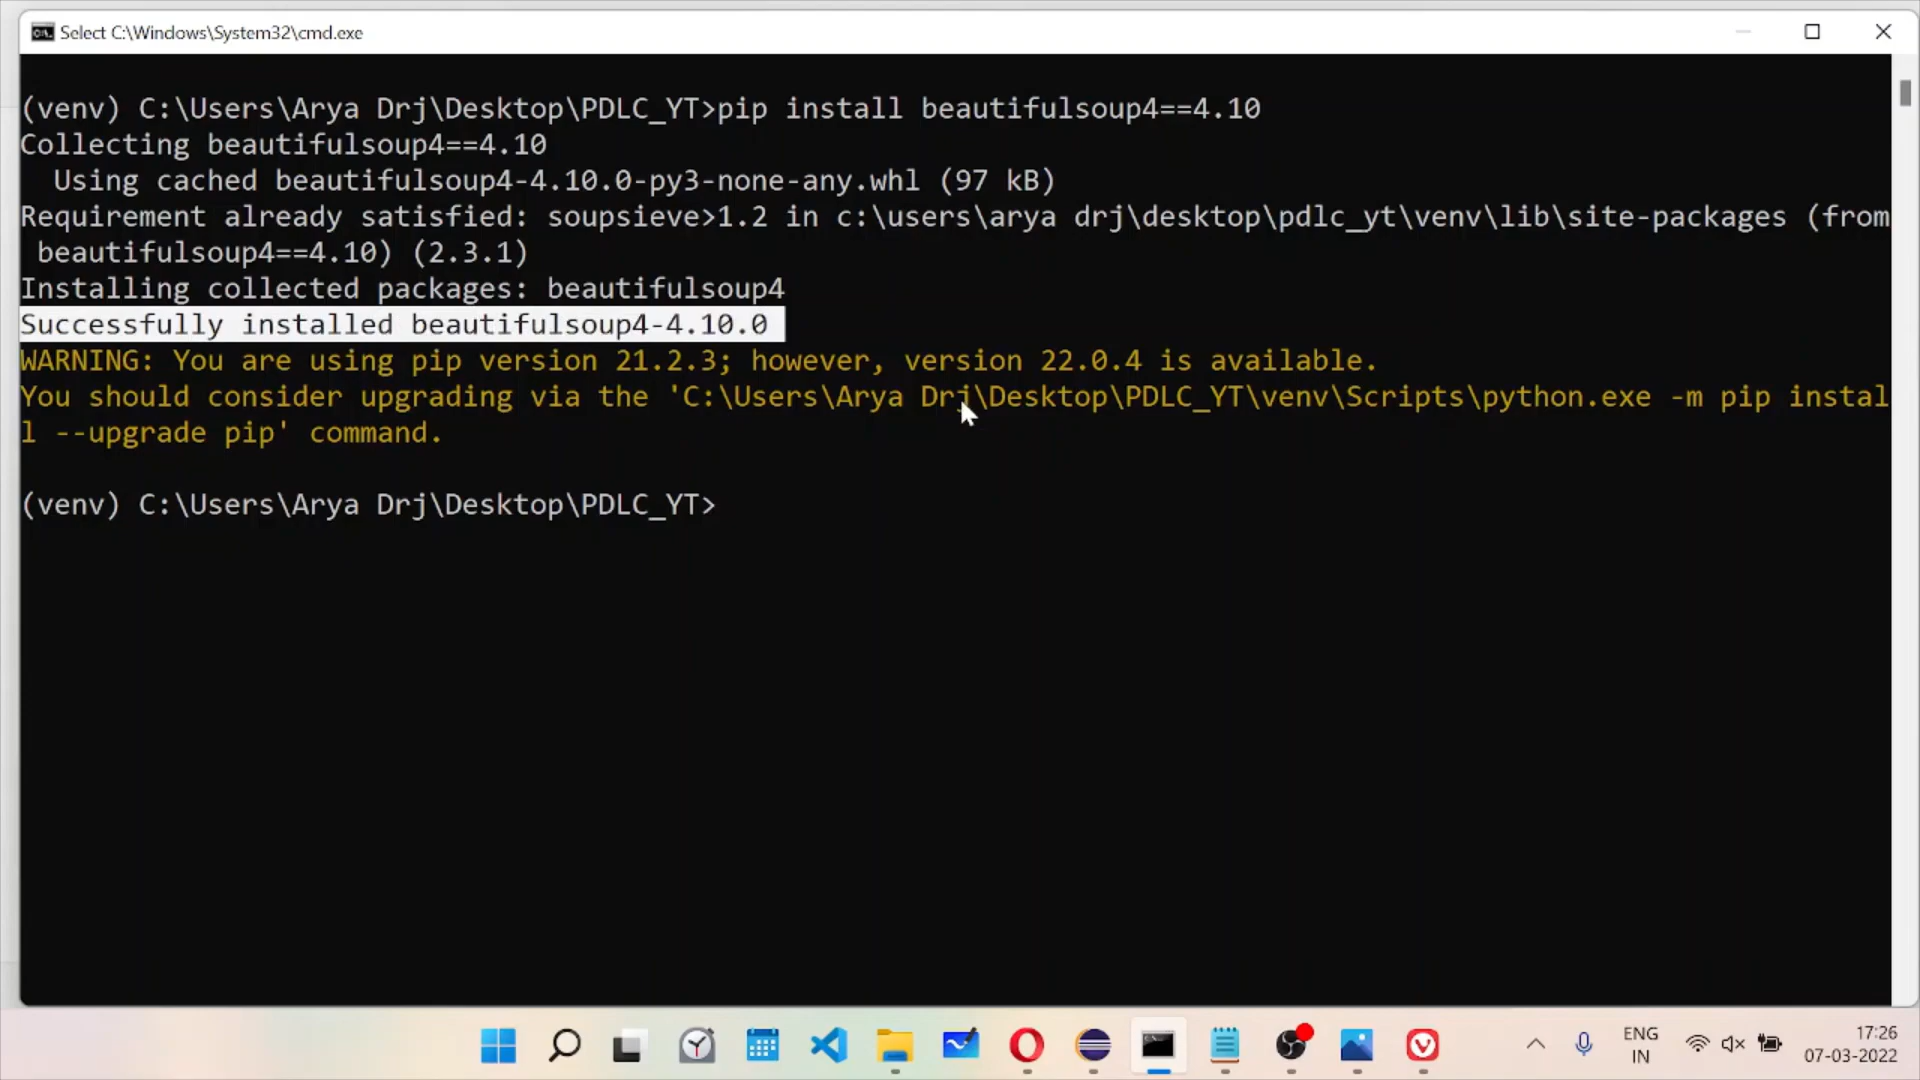 Select C:\Windows\System32\cmd.exe
(venv) C:\Users\Arya Drj\Desktop\PDLC_YT>pip install beautifulsoup4==4.10
Collecting beautifulsoup4==4.10
  Using cached beautifulsoup4-4.10.0-py3-none-any.whl (97 kB)
Requirement already satisfied: soupsieve>1.2 in c:\users\arya drj\desktop\pdlc_yt\venv\lib\site-packages (from
 beautifulsoup4==4.10) (2.3.1)
Installing collected packages: beautifulsoup4
Successfully installed beautifulsoup4-4.10.0
WARNING: You are using pip version 21.2.3; however, version 22.0.4 is available.
You should consider upgrading via the 'C:\Users\Arya Drj\Desktop\PDLC_YT\venv\Scripts\python.exe -m pip instal
l --upgrade pip' command.
(venv) C:\Users\Arya Drj\Desktop\PDLC_YT>
ENG
IN
17:26
07-03-2022